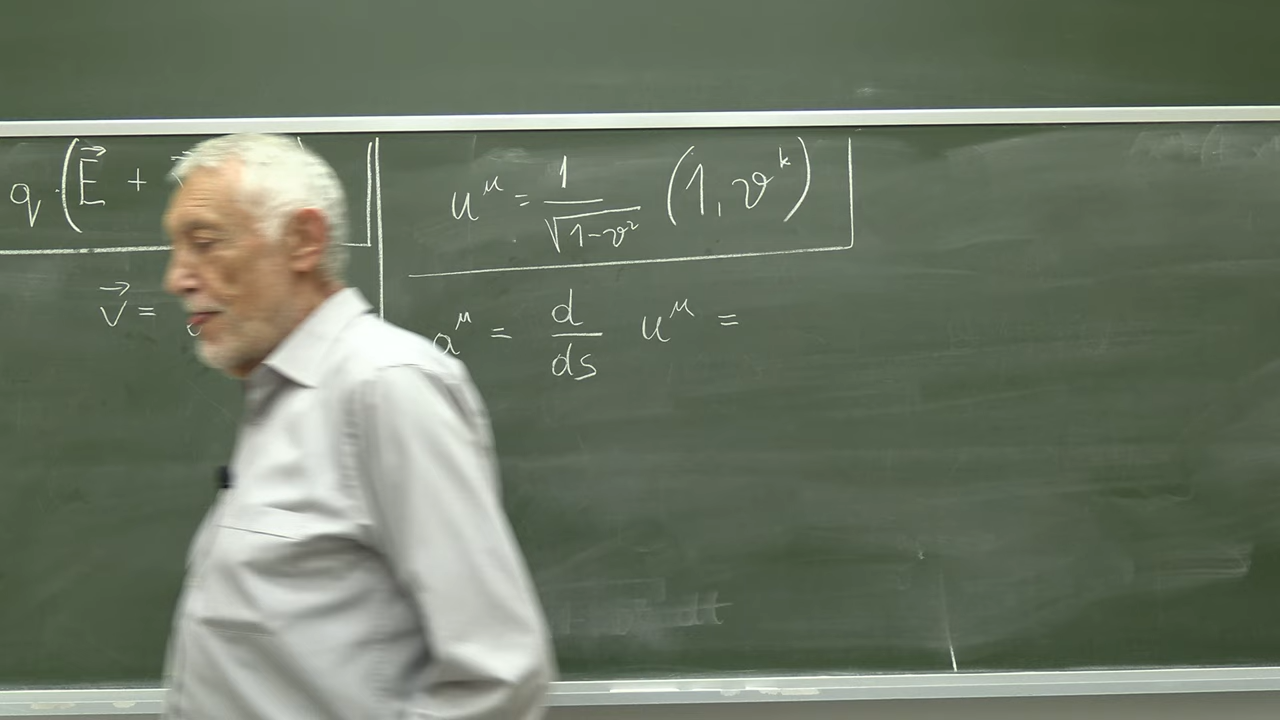 q (E⃗ +
v⃗ =
u^μ = 1/√(1-v²) (1, v^k)
a^μ = d/ds u^μ =